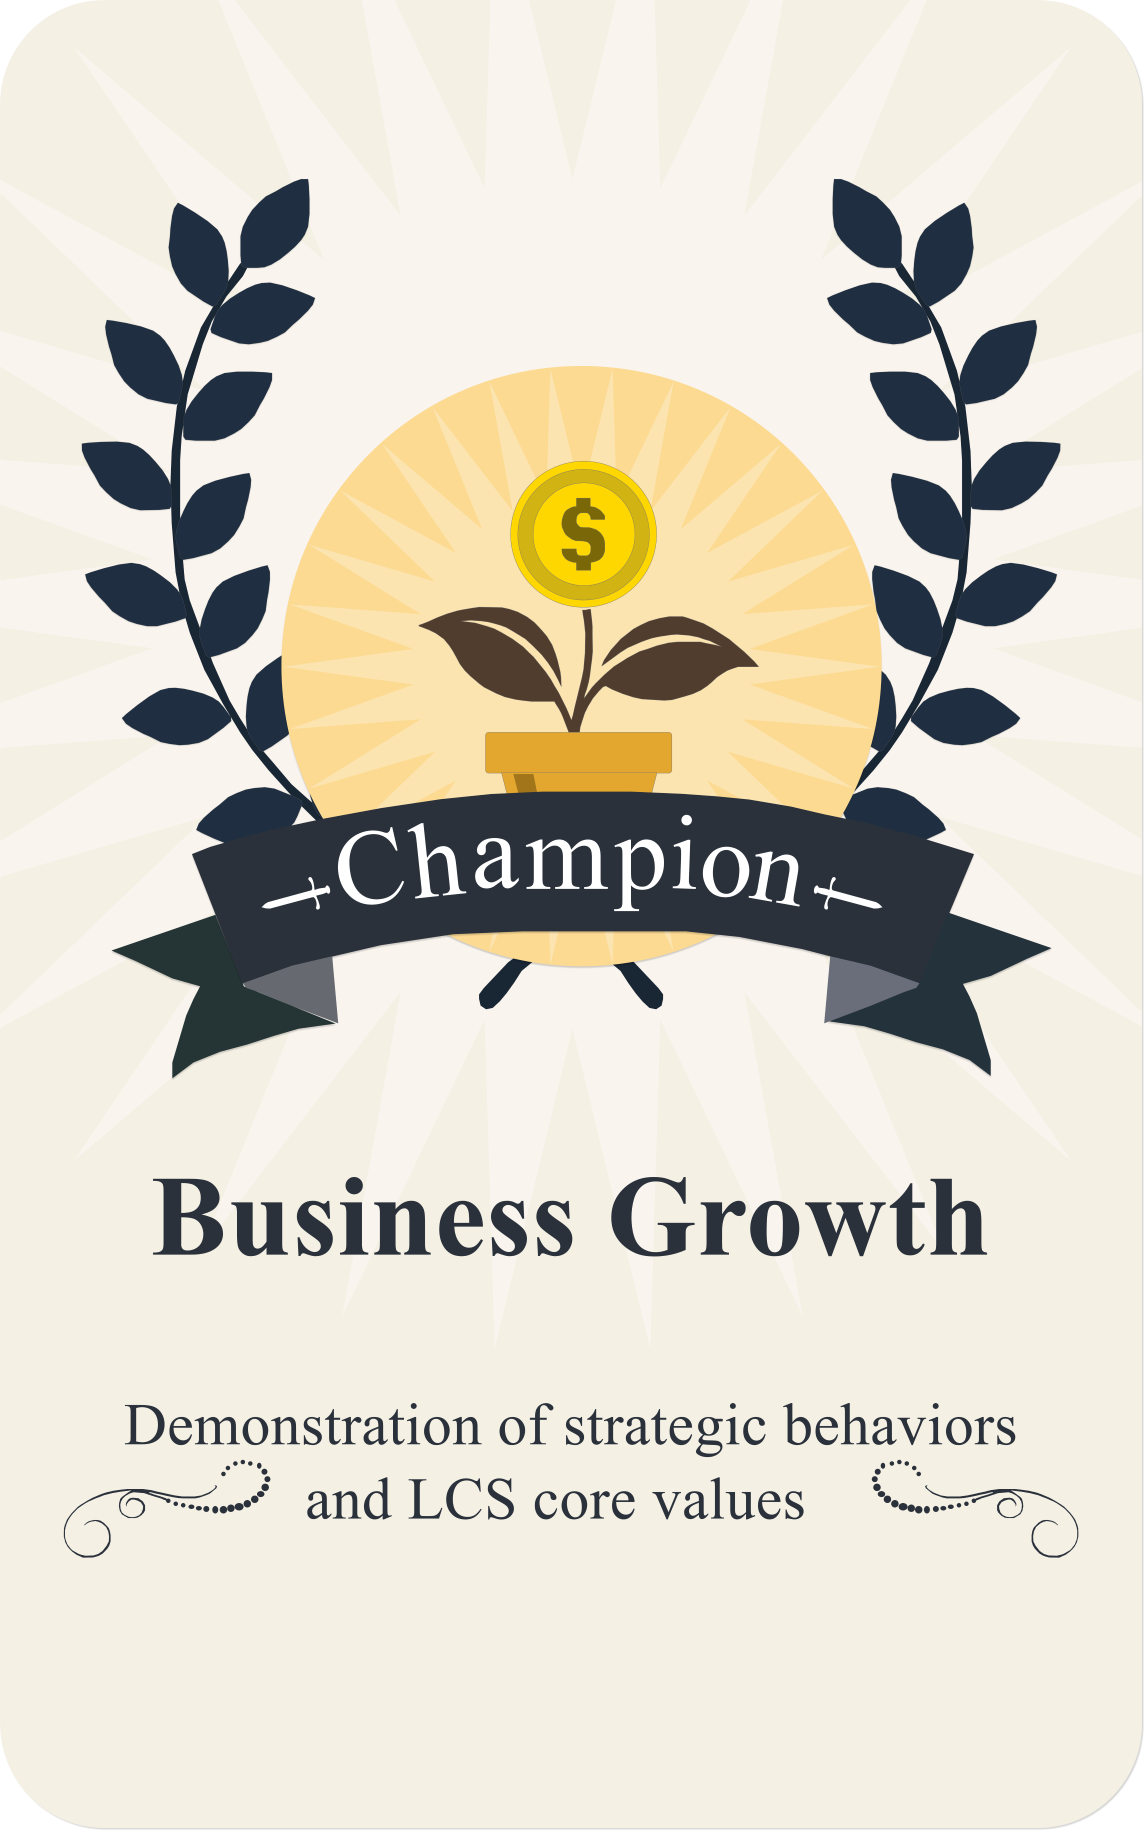 $
Champion
Business Growth
Demonstration of strategic behaviors
and LCS core values